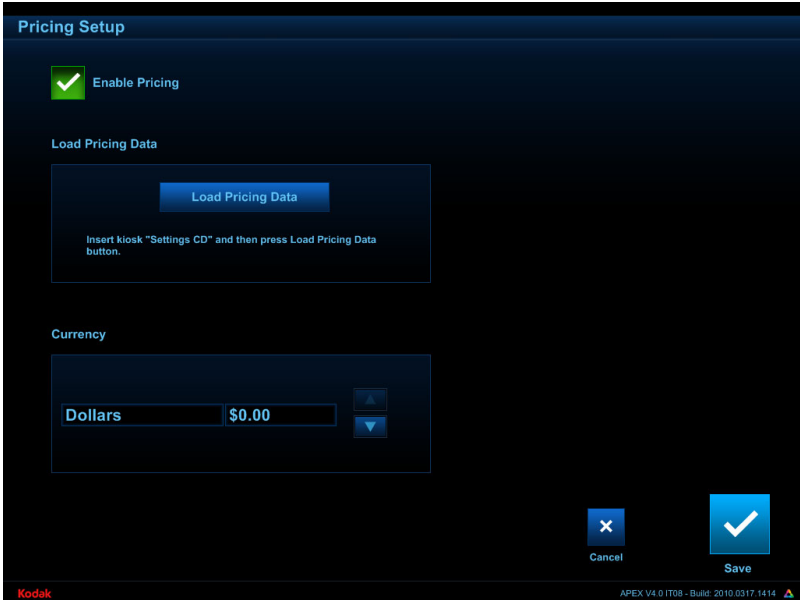 Pricing Setup
Enable Pricing
Load Pricing Data
Load Pricing Data
Insert kiosk "Settings CD" and then press Load Pricing Data
button.
Currency
Dollars $0.00
Cancel
Save
Kodak APEX V4.0 IT08 - Build: 2010.0317.1414